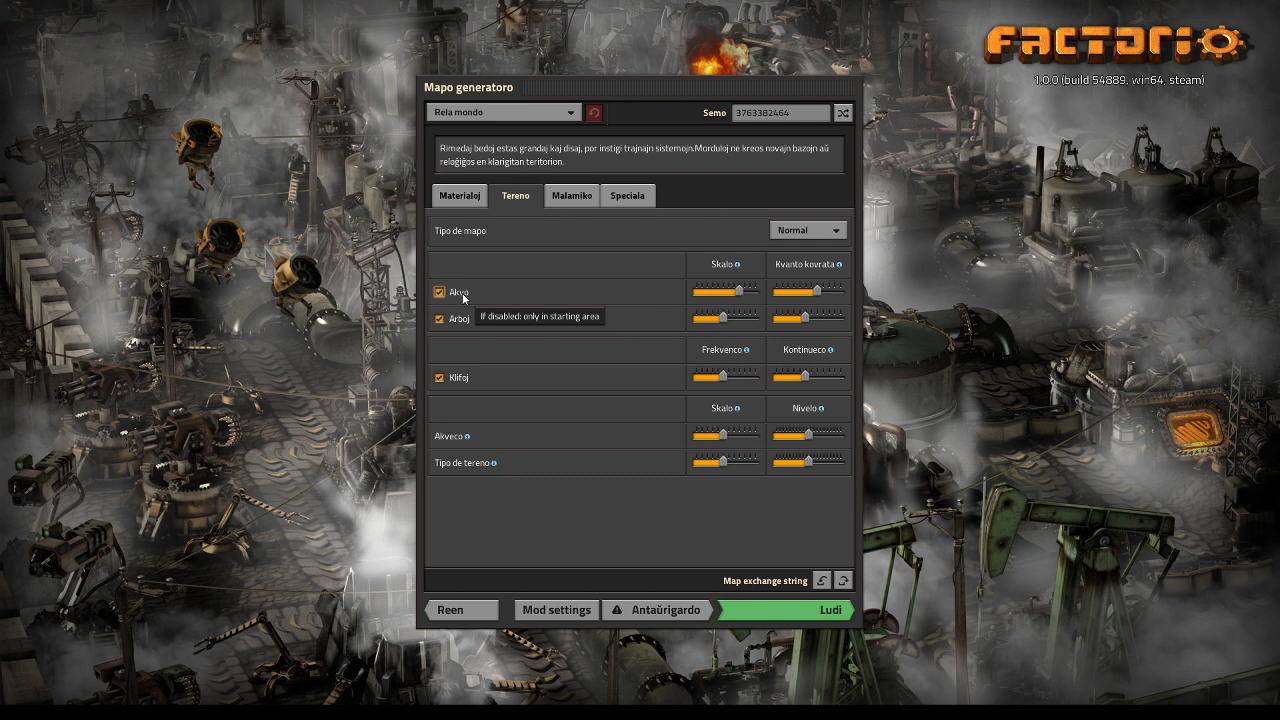 FACTORIO
1.0.0 (build 54889, win64, steam)
Mapo generatoro
Rela mondo
Semo
3763382464
Rimedaj bedoj estas grandaj kaj disaj, por instigi trajnajn sistemojn.Morduloj ne kreos novajn bazojn aŭ
reloĝiĝos en klarigitan teritorion.
Materialoj
Tereno
Malamiko
Speciala
Tipo de mapo
Normal
Skalo
Kvanto kovrata
Akvo
If disabled: only in starting area
Arboj
Frekvenco
Kontinueco
Klifoj
Skalo
Nivelo
Akveco
Tipo de tereno
Map exchange string
Reen
Mod settings
Antaŭrigardo
Ludi